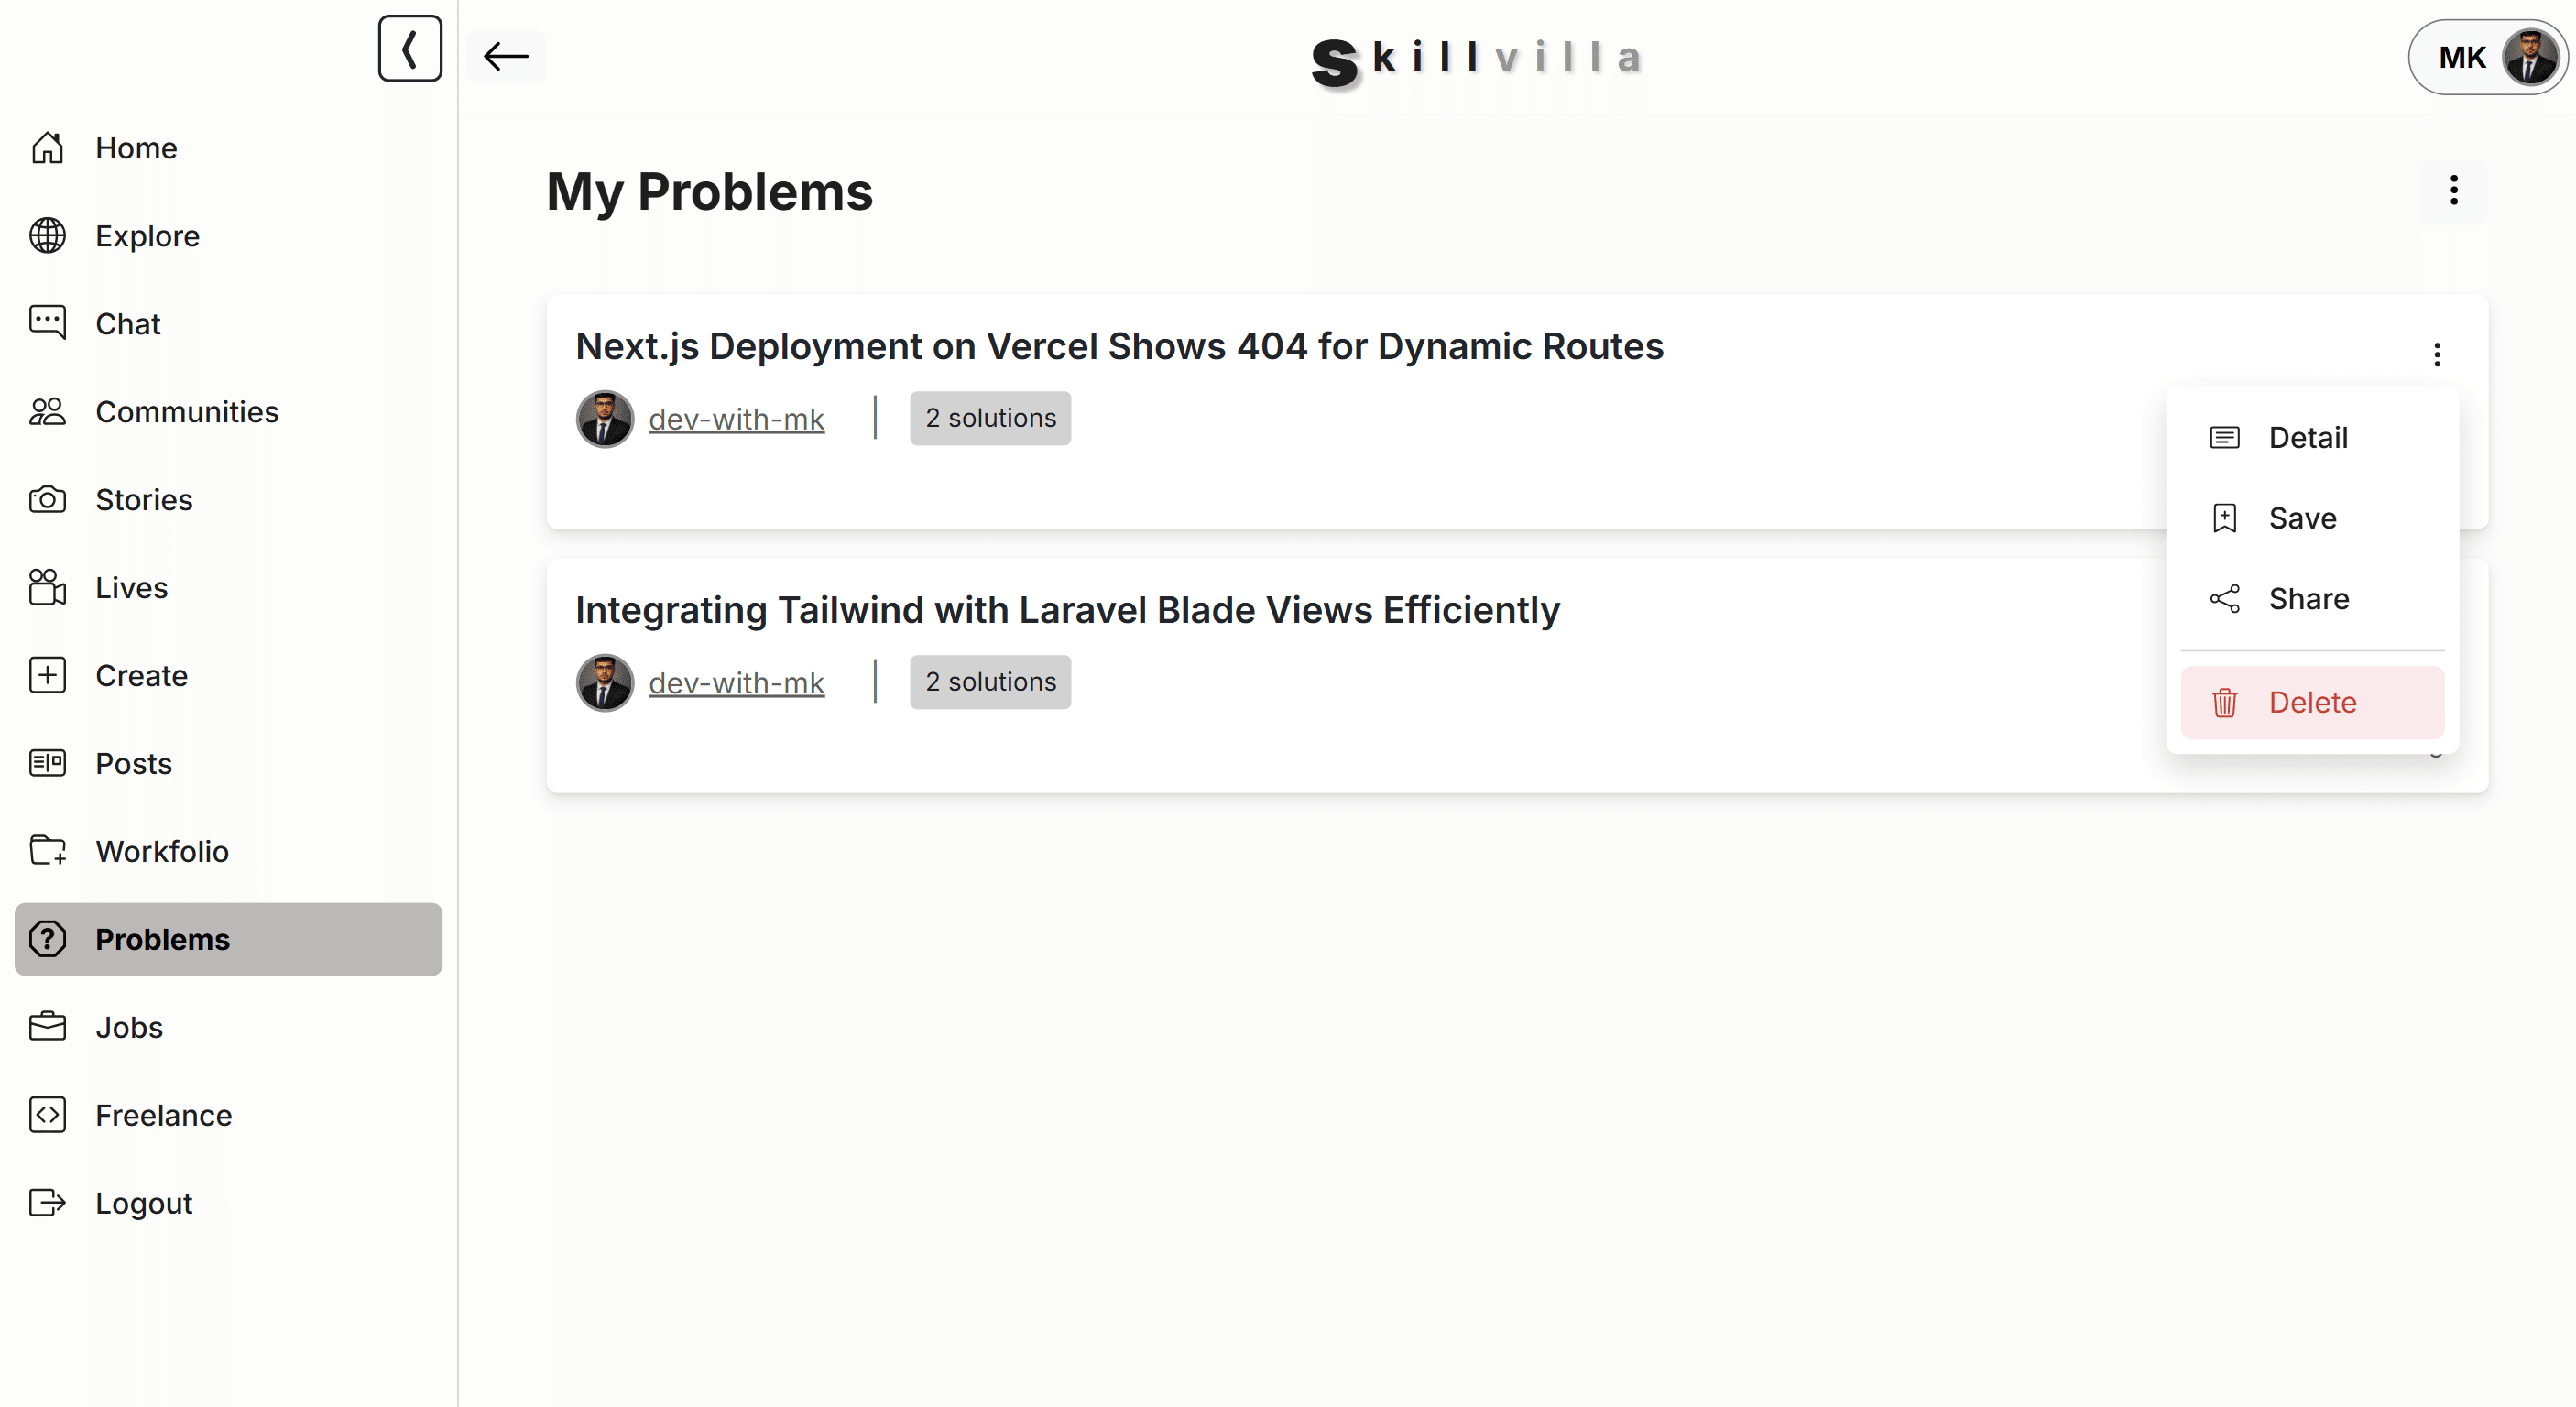 skillvilla
MK
Home
Explore
Chat
Communities
Stories
Lives
Create
Posts
Workfolio
Problems
Jobs
Freelance
Logout
My Problems
Next.js Deployment on Vercel Shows 404 for Dynamic Routes
dev-with-mk
2 solutions
Integrating Tailwind with Laravel Blade Views Efficiently
dev-with-mk
2 solutions
Detail
Save
Share
Delete